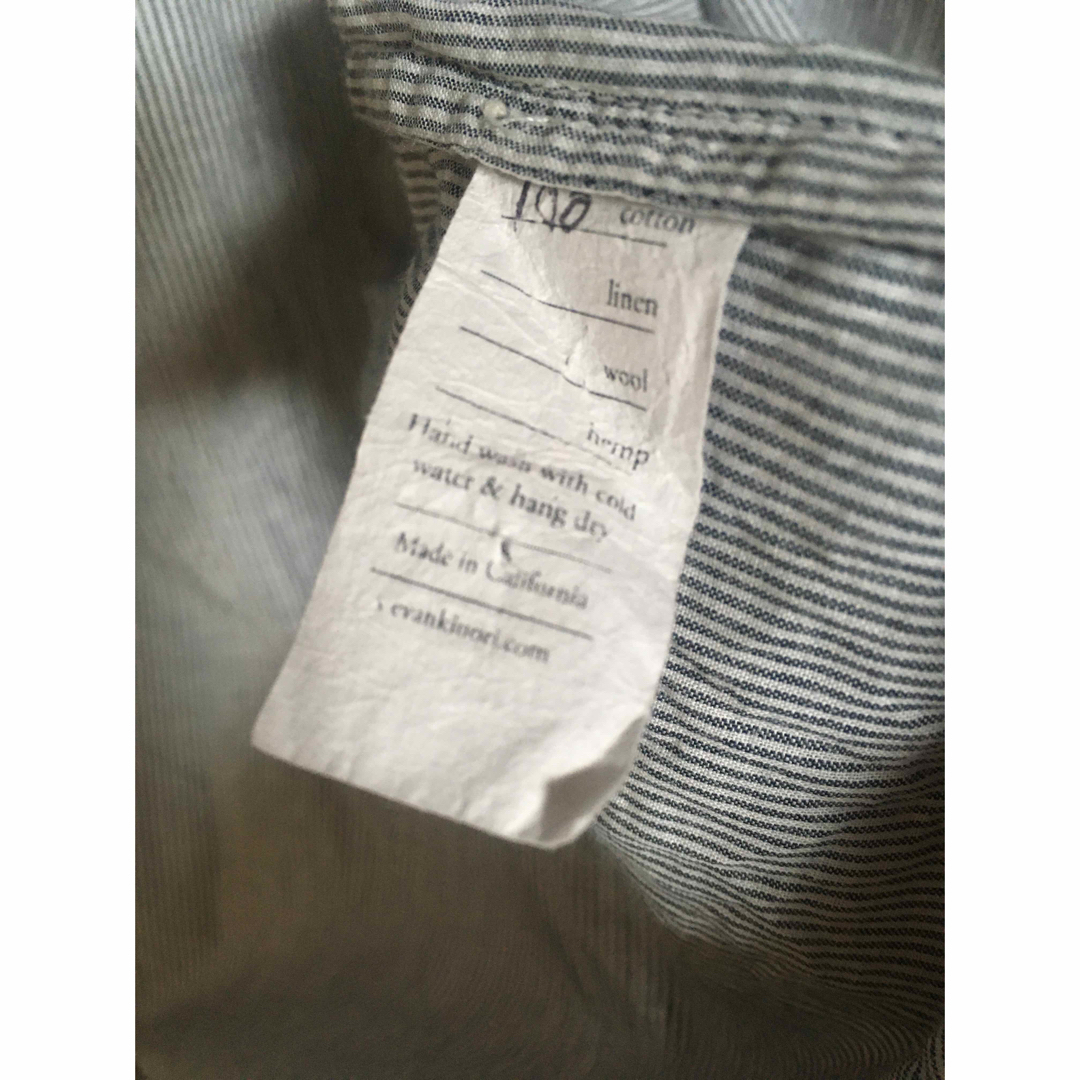 100 cotton
linen
wool
hemp
Hand wash with cold
water & hang dry
Made in California
evankinori.com